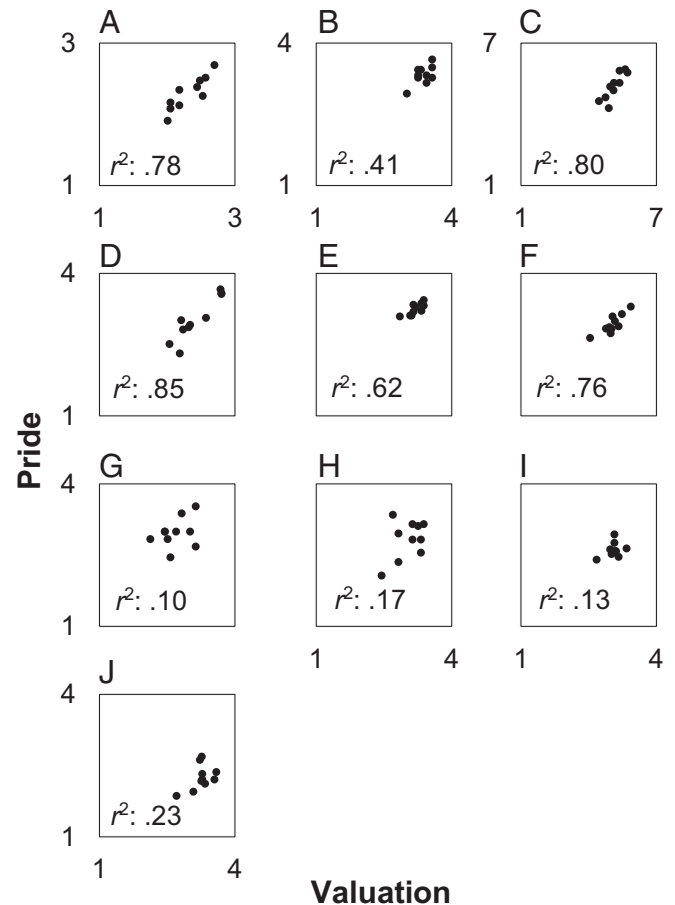 A B C
3 4 7
r²: .78 r²: .41 r²: .80
1 1 1
1 3 1 4 1 7
D E F
4
r²: .85 r²: .62 r²: .76
1
Pride
G H I
4
r²: .10 r²: .17 r²: .13
1
1 4 1 4
J
4
r²: .23
1
1 4
Valuation